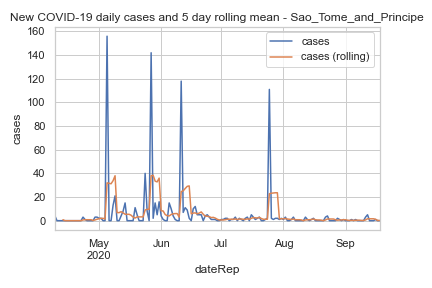 New COVID-19 daily cases and 5 day rolling mean - Sao_Tome_and_Principe
cases
cases (rolling)
160
140
120
100
80
60
40
20
0
cases
May
2020
Jun
Jul
Aug
Sep
dateRep